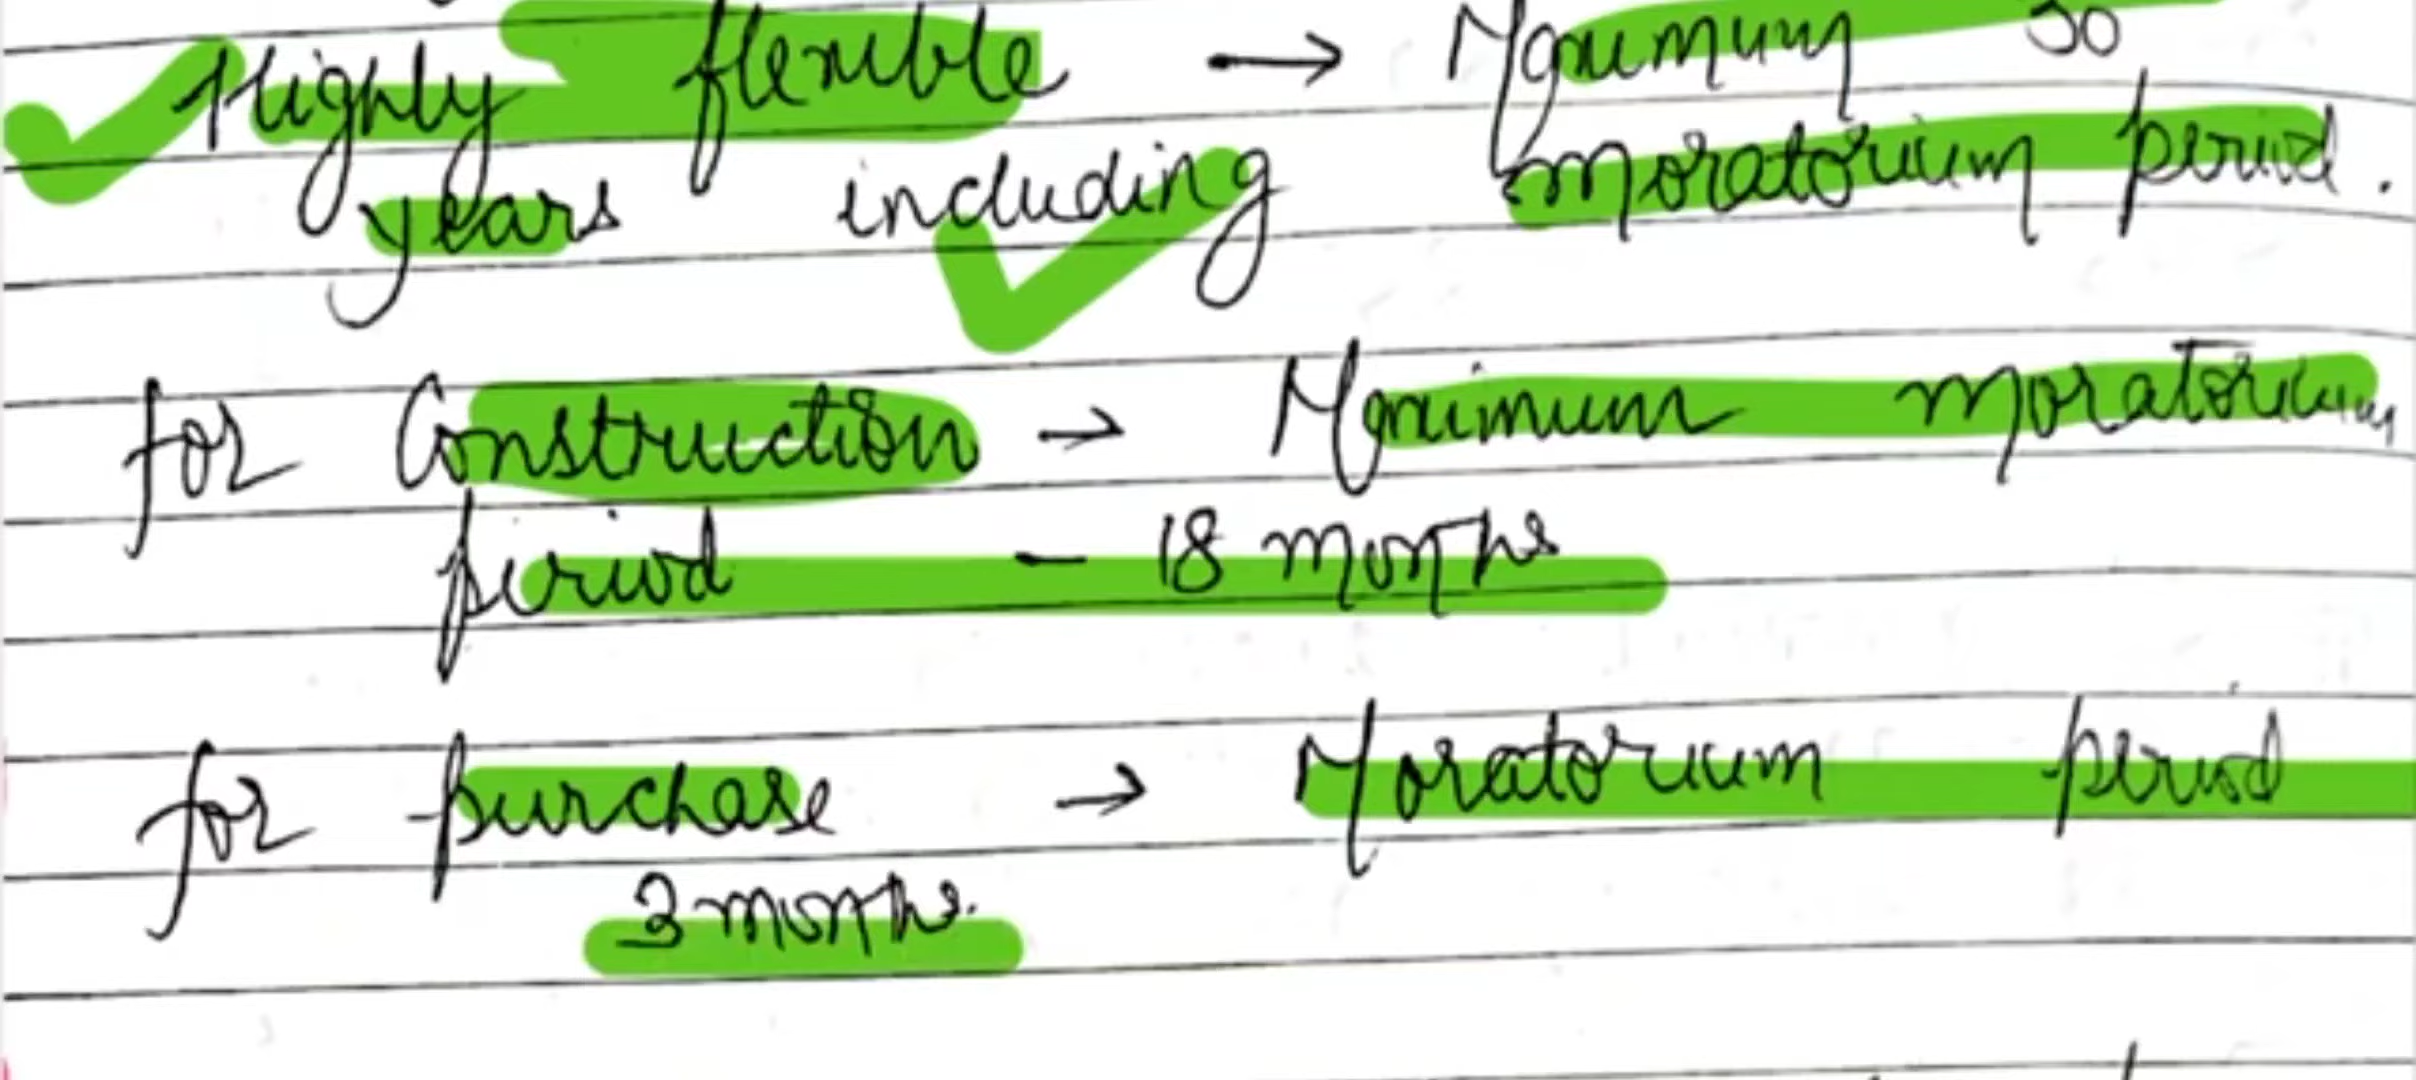 Highly flexible → Maximum 30
years including moratorium period.
for Construction → Maximum moratorium
period - 18 months
for purchase → Moratorium period
3 months.